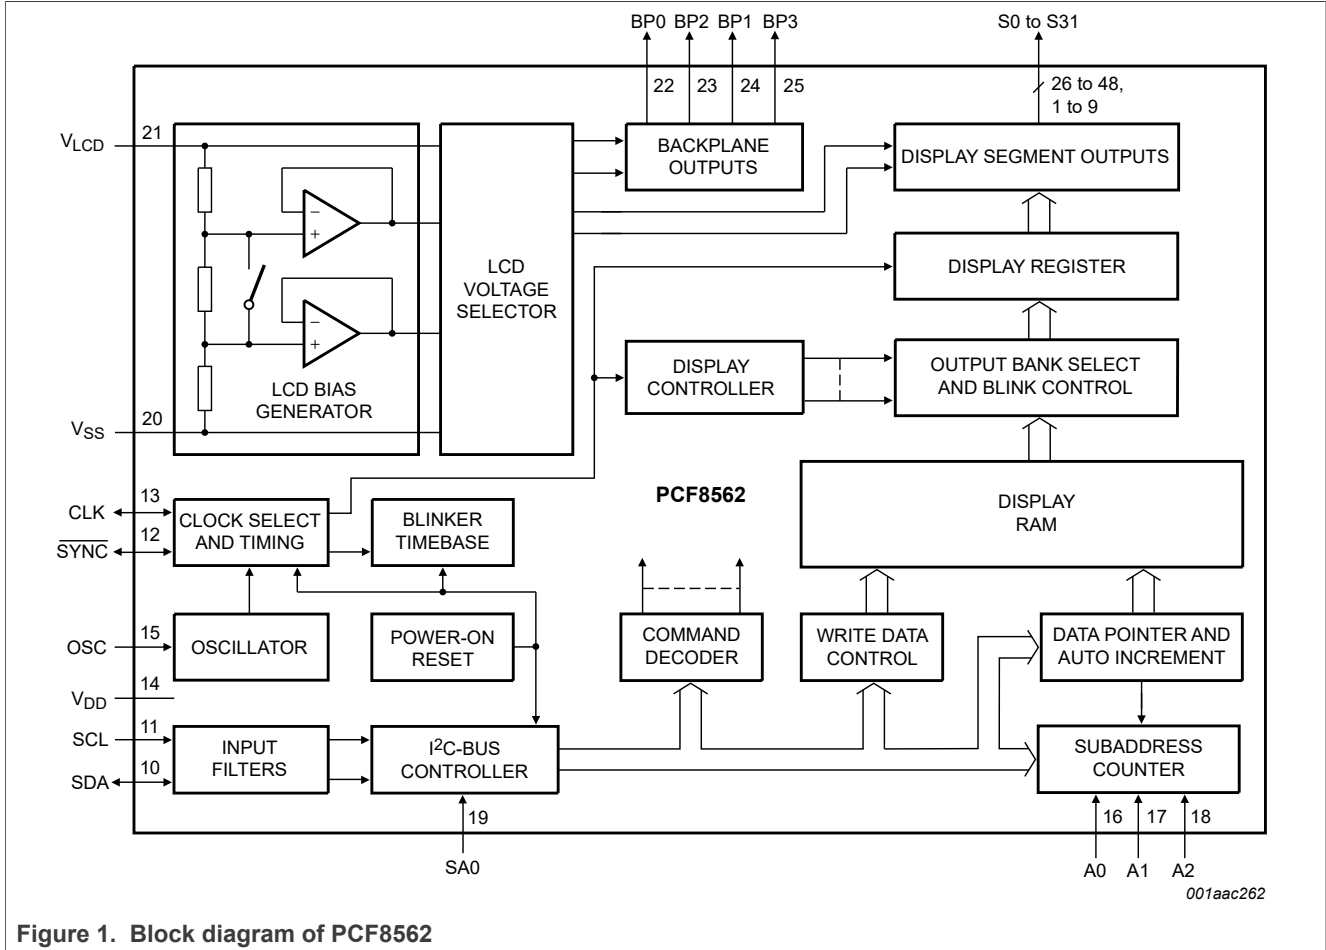 BP0 BP2 BP1 BP3
S0 to S31
22 23 24 25
26 to 48,
1 to 9
VLCD
21
BACKPLANE
OUTPUTS
DISPLAY SEGMENT OUTPUTS
−
+
LCD
VOLTAGE
SELECTOR
DISPLAY REGISTER
−
+
LCD BIAS
GENERATOR
DISPLAY
CONTROLLER
OUTPUT BANK SELECT
AND BLINK CONTROL
VSS
20
PCF8562
DISPLAY
RAM
CLK
13
SYNC
12
CLOCK SELECT
AND TIMING
BLINKER
TIMEBASE
OSC
15
OSCILLATOR
POWER-ON
RESET
COMMAND
DECODER
WRITE DATA
CONTROL
DATA POINTER AND
AUTO INCREMENT
VDD
14
SCL
11
SDA
10
INPUT
FILTERS
I2C-BUS
CONTROLLER
SUBADDRESS
COUNTER
19
SA0
16 17 18
A0 A1 A2
001aac262
Figure 1. Block diagram of PCF8562